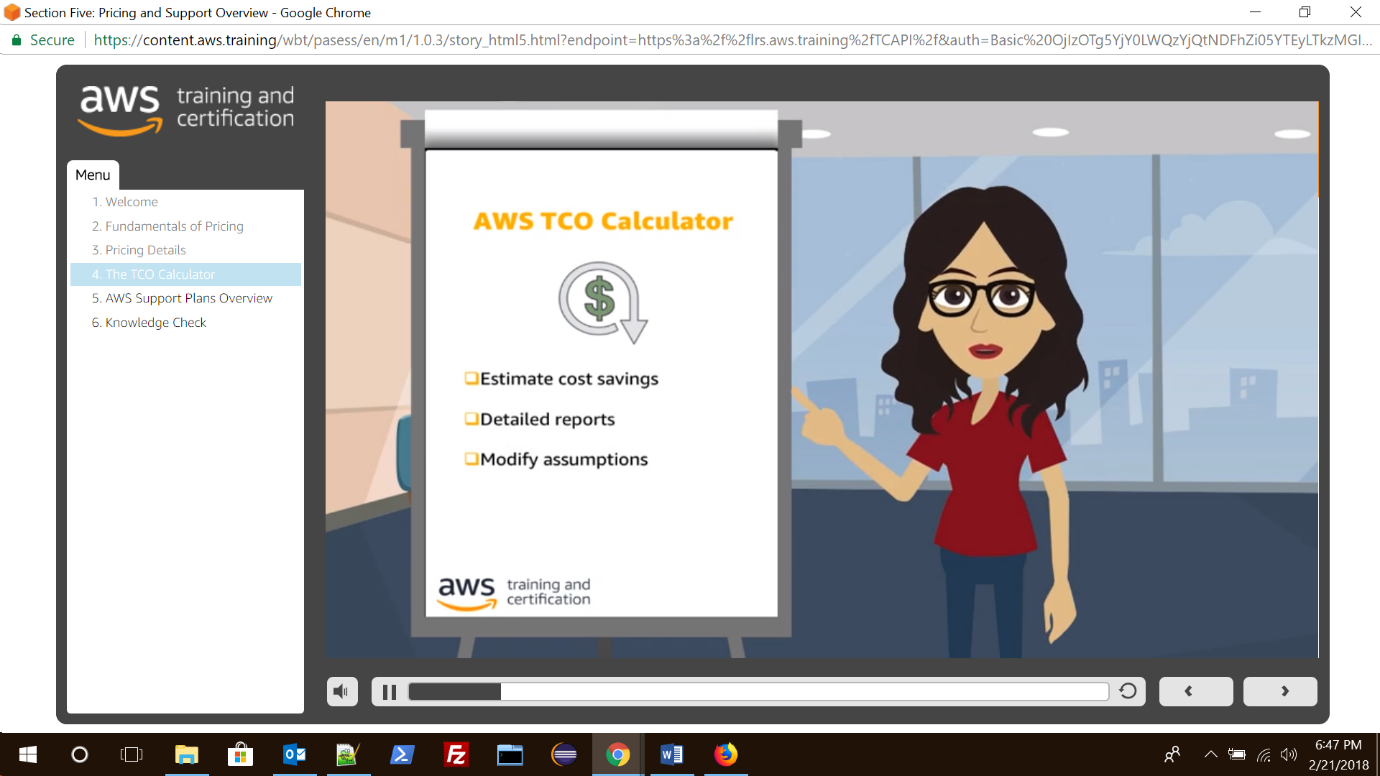 Section Five: Pricing and Support Overview - Google Chrome
Secure
https://content.aws.training/wbt/pasess/en/m1/1.0.3/story_html5.html?endpoint=https%3a%2f%2flrs.aws.training%2fTCAPI%2f&auth=Basic%20OjIzOTg5YjY0LWQzYjQtNDFhZi05YTEyLTkzMGI...
aws training and
certification
Menu
1. Welcome
2. Fundamentals of Pricing
3. Pricing Details
4. The TCO Calculator
5. AWS Support Plans Overview
6. Knowledge Check
AWS TCO Calculator
$
Estimate cost savings
Detailed reports
Modify assumptions
aws training and
certification
6:47 PM
2/21/2018